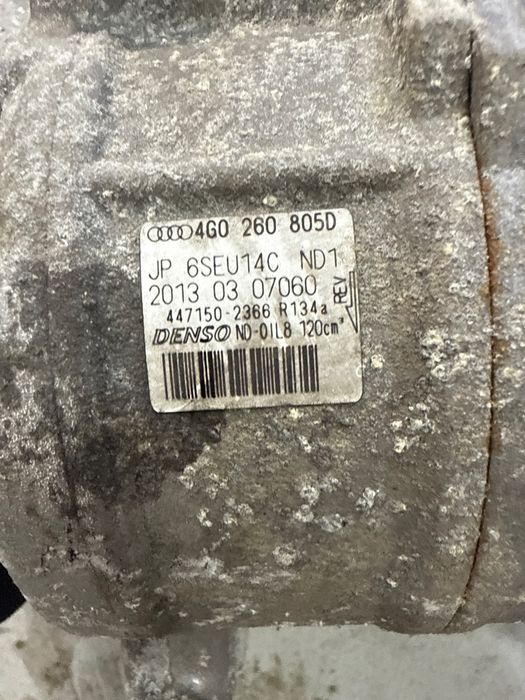 4G0 260 805D
JP 6SEU14C ND1
2013 03 07060
REV
447150-2366 R134a
DENSO ND-OIL8 120cm³